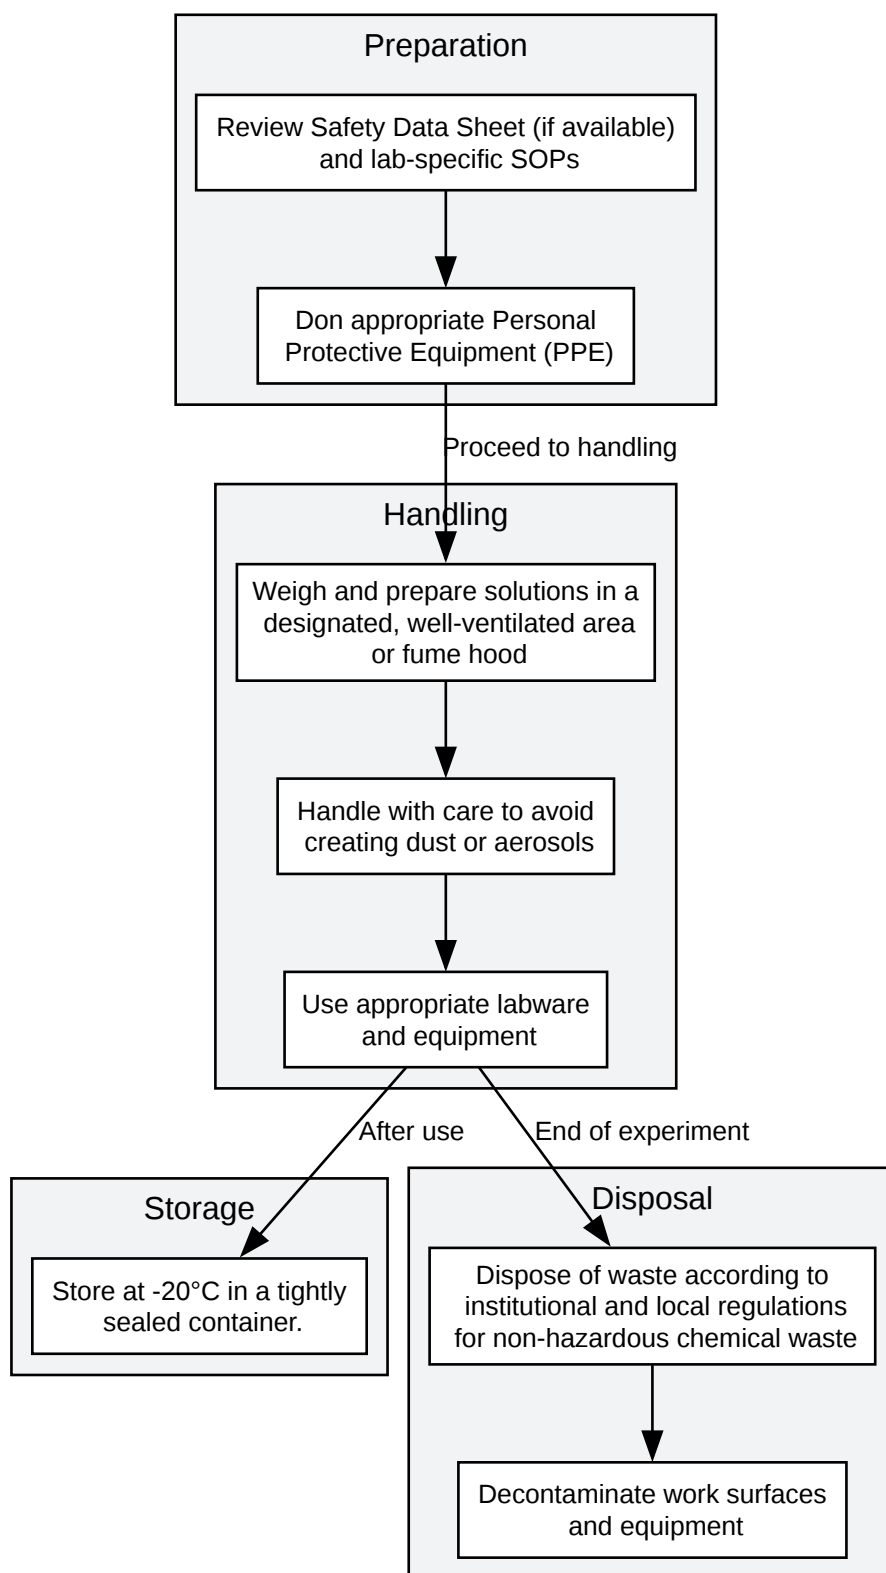 Preparation
Review Safety Data Sheet (if available)
and lab-specific SOPs
Don appropriate Personal
Protective Equipment (PPE)
Proceed to handling
Handling
Weigh and prepare solutions in a
designated, well-ventilated area
or fume hood
Handle with care to avoid
creating dust or aerosols
Use appropriate labware
and equipment
After use
End of experiment
Storage
Store at -20°C in a tightly
sealed container.
Disposal
Dispose of waste according to
institutional and local regulations
for non-hazardous chemical waste
Decontaminate work surfaces
and equipment